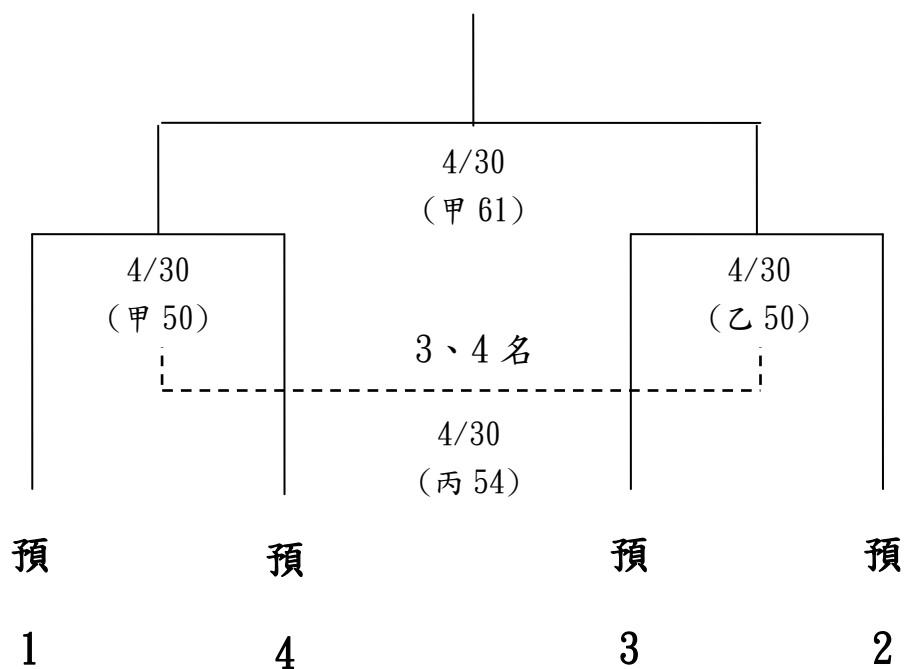 4/30
(甲 61)
4/30
(甲 50)
4/30
(乙 50)
3、4 名
4/30
(丙 54)
預 預 預 預
1 4 3 2